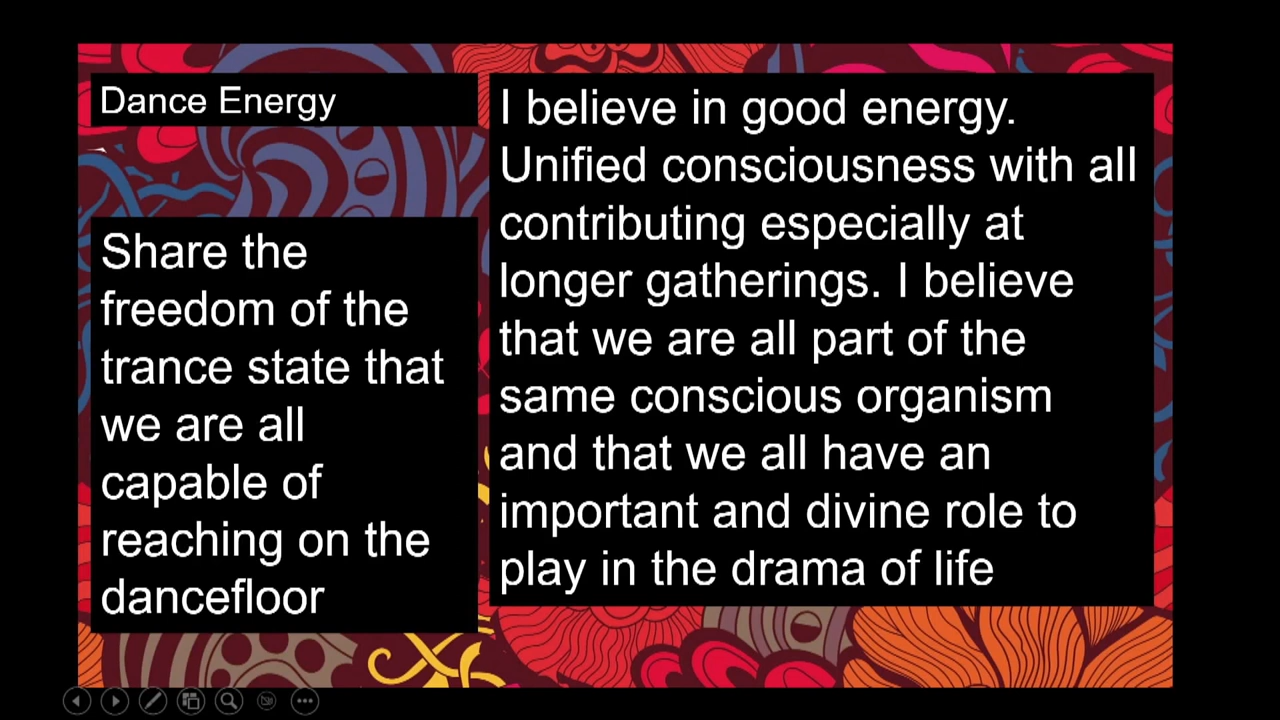 Dance Energy
Share the
freedom of the
trance state that
we are all
capable of
reaching on the
dancefloor
I believe in good energy.
Unified consciousness with all
contributing especially at
longer gatherings. I believe
that we are all part of the
same conscious organism
and that we all have an
important and divine role to
play in the drama of life